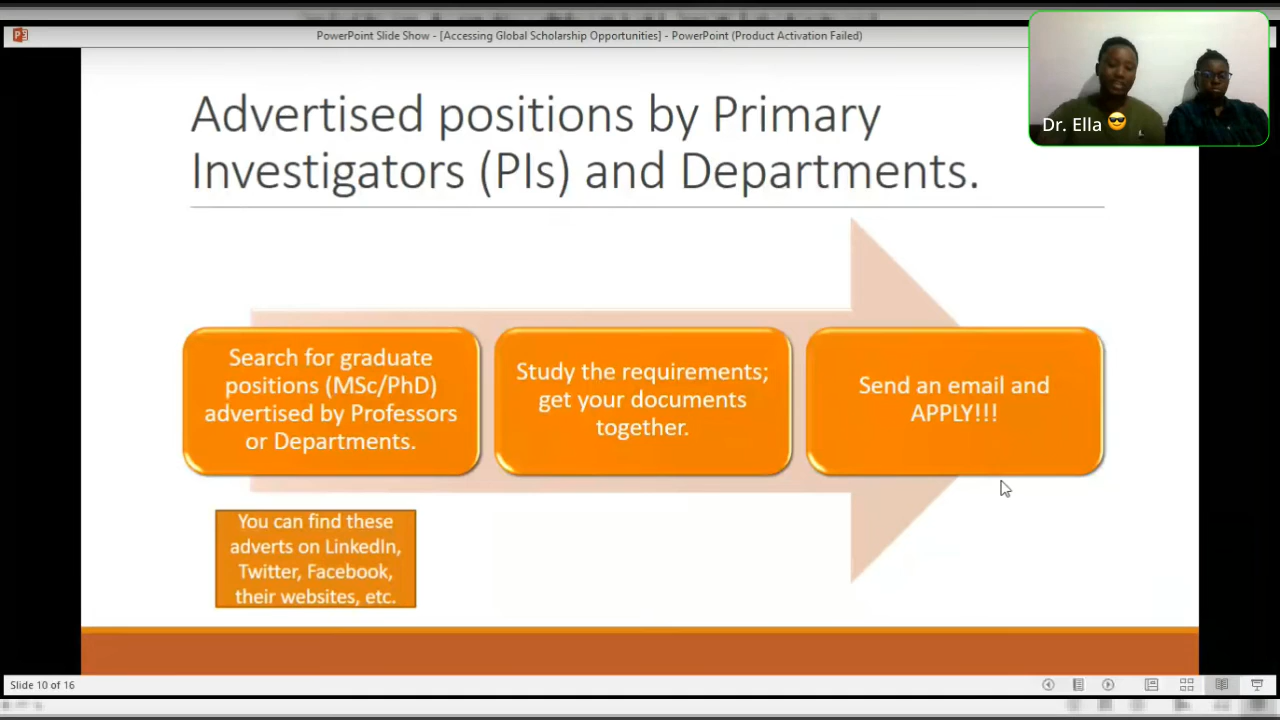 PowerPoint Slide Show - [Accessing Global Scholarship Opportunities] - PowerPoint (Product Activation Failed)
Dr. Ella 😎
Advertised positions by Primary
Investigators (PIs) and Departments.
Search for graduate
positions (MSc/PhD)
advertised by Professors
or Departments.
Study the requirements;
get your documents
together.
Send an email and
APPLY!!!
You can find these
adverts on LinkedIn,
Twitter, Facebook,
their websites, etc.
Slide 10 of 16